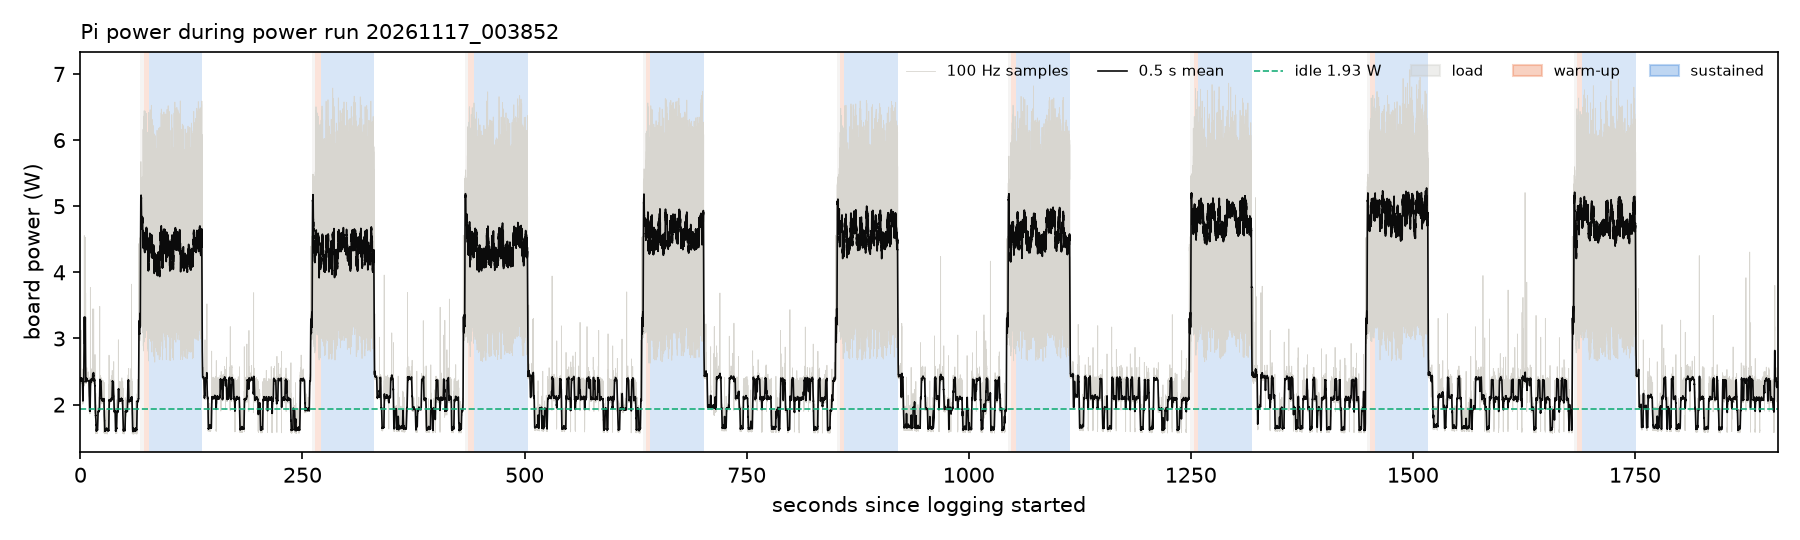 Pi power during power run 20261117_003852
100 Hz samples
0.5 s mean
idle 1.93 W
load
warm-up
sustained
board power (W)
7
6
5
4
3
2
0
250
500
750
1000
1250
1500
1750
seconds since logging started